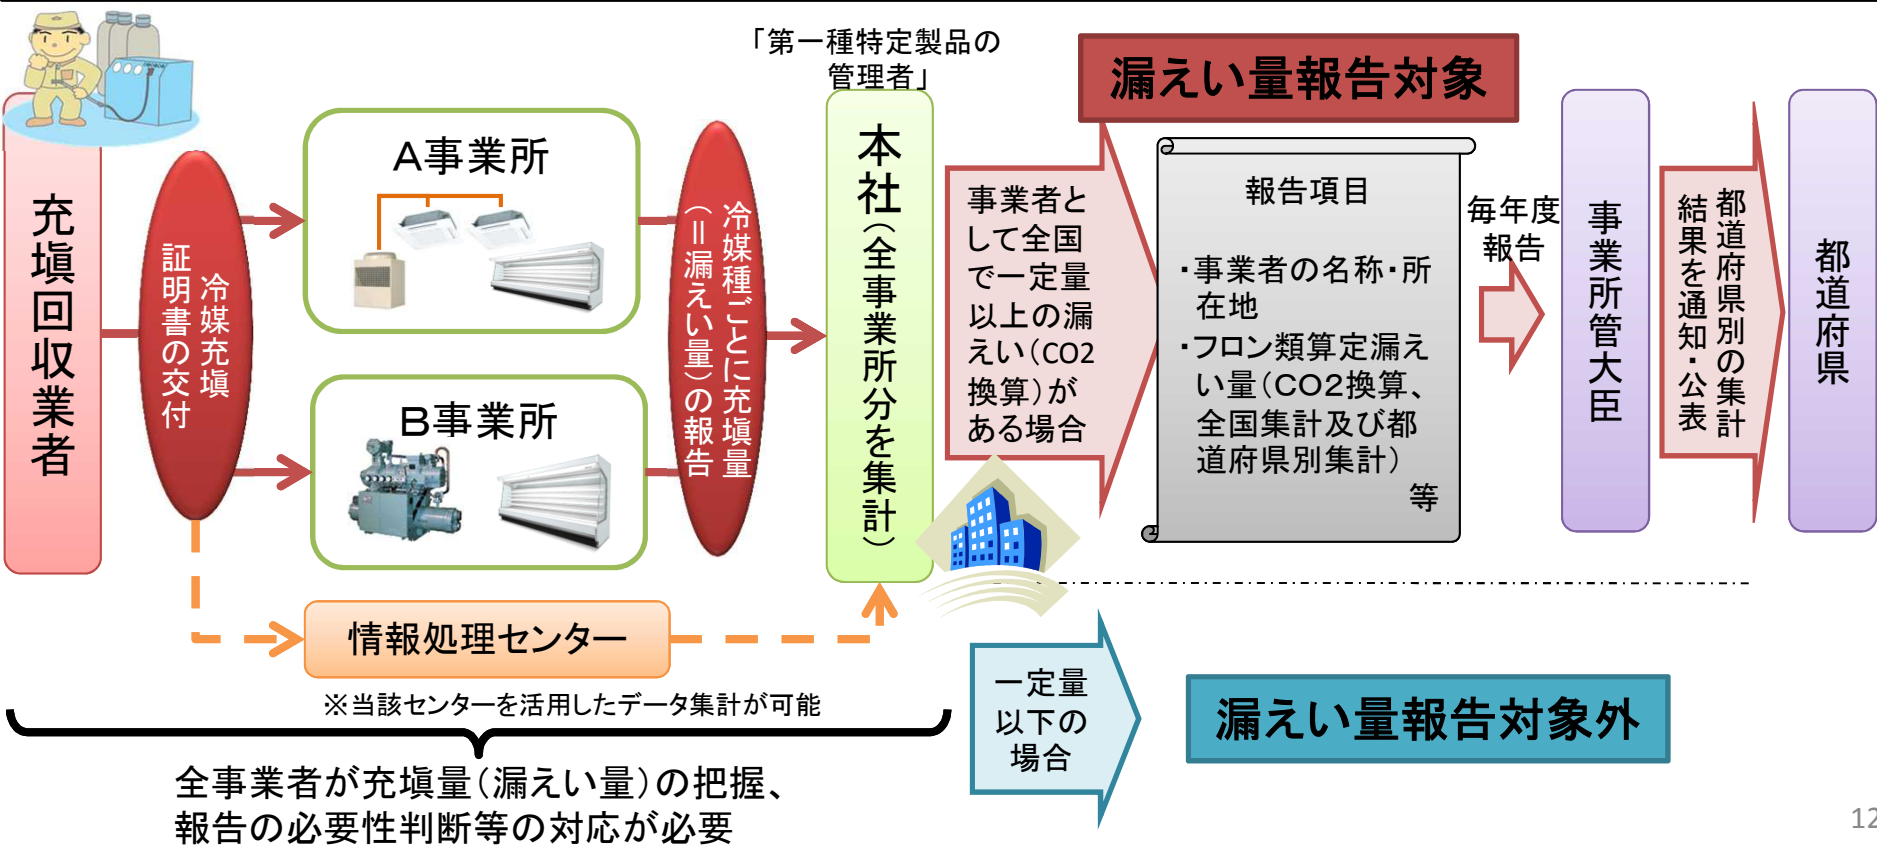 充塡回収業者
冷媒充塡
証明書の交付
A事業所
B事業所
冷媒種ごとに充塡量
(=漏えい量)の報告
情報処理センター
※当該センターを活用したデータ集計が可能
全事業者が充塡量(漏えい量)の把握、
報告の必要性判断等の対応が必要
「第一種特定製品の
管理者」
本社(全事業所分を集計)
漏えい量報告対象
事業者と
して全国
で一定量
以上の漏
えい(CO2
換算)が
ある場合
報告項目
・事業者の名称・所
在地
・フロン類算定漏え
い量(CO2換算、
全国集計及び都
道府県別集計)
等
毎年度
報告
事業所管大臣
都道府県別の集計
結果を通知・公表
都道府県
一定量
以下の
場合
漏えい量報告対象外
12